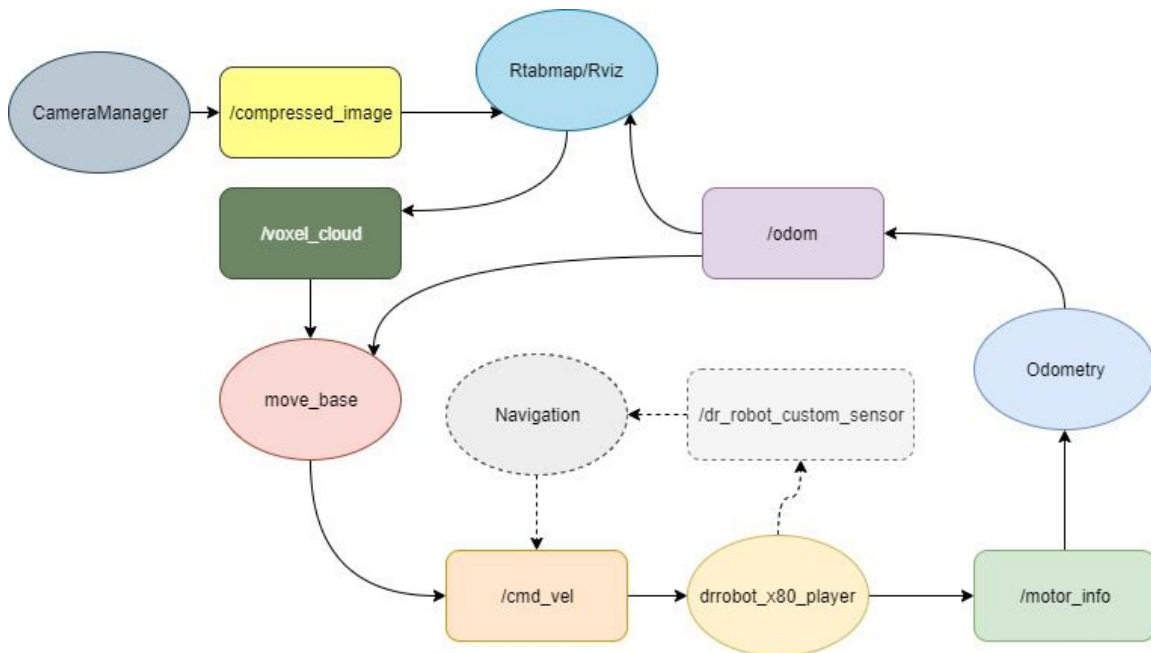 Rtabmap/Rviz
CameraManager
/compressed_image
/voxel_cloud
/odom
Odometry
move_base
Navigation
/dr_robot_custom_sensor
/cmd_vel
drrobot_x80_player
/motor_info